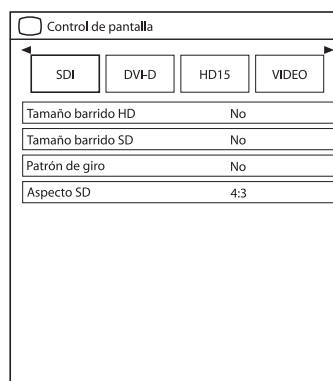 Control de pantalla
SDI DVI-D HD15 VIDEO
Tamaño barrido HD No
Tamaño barrido SD No
Patrón de giro No
Aspecto SD 4:3